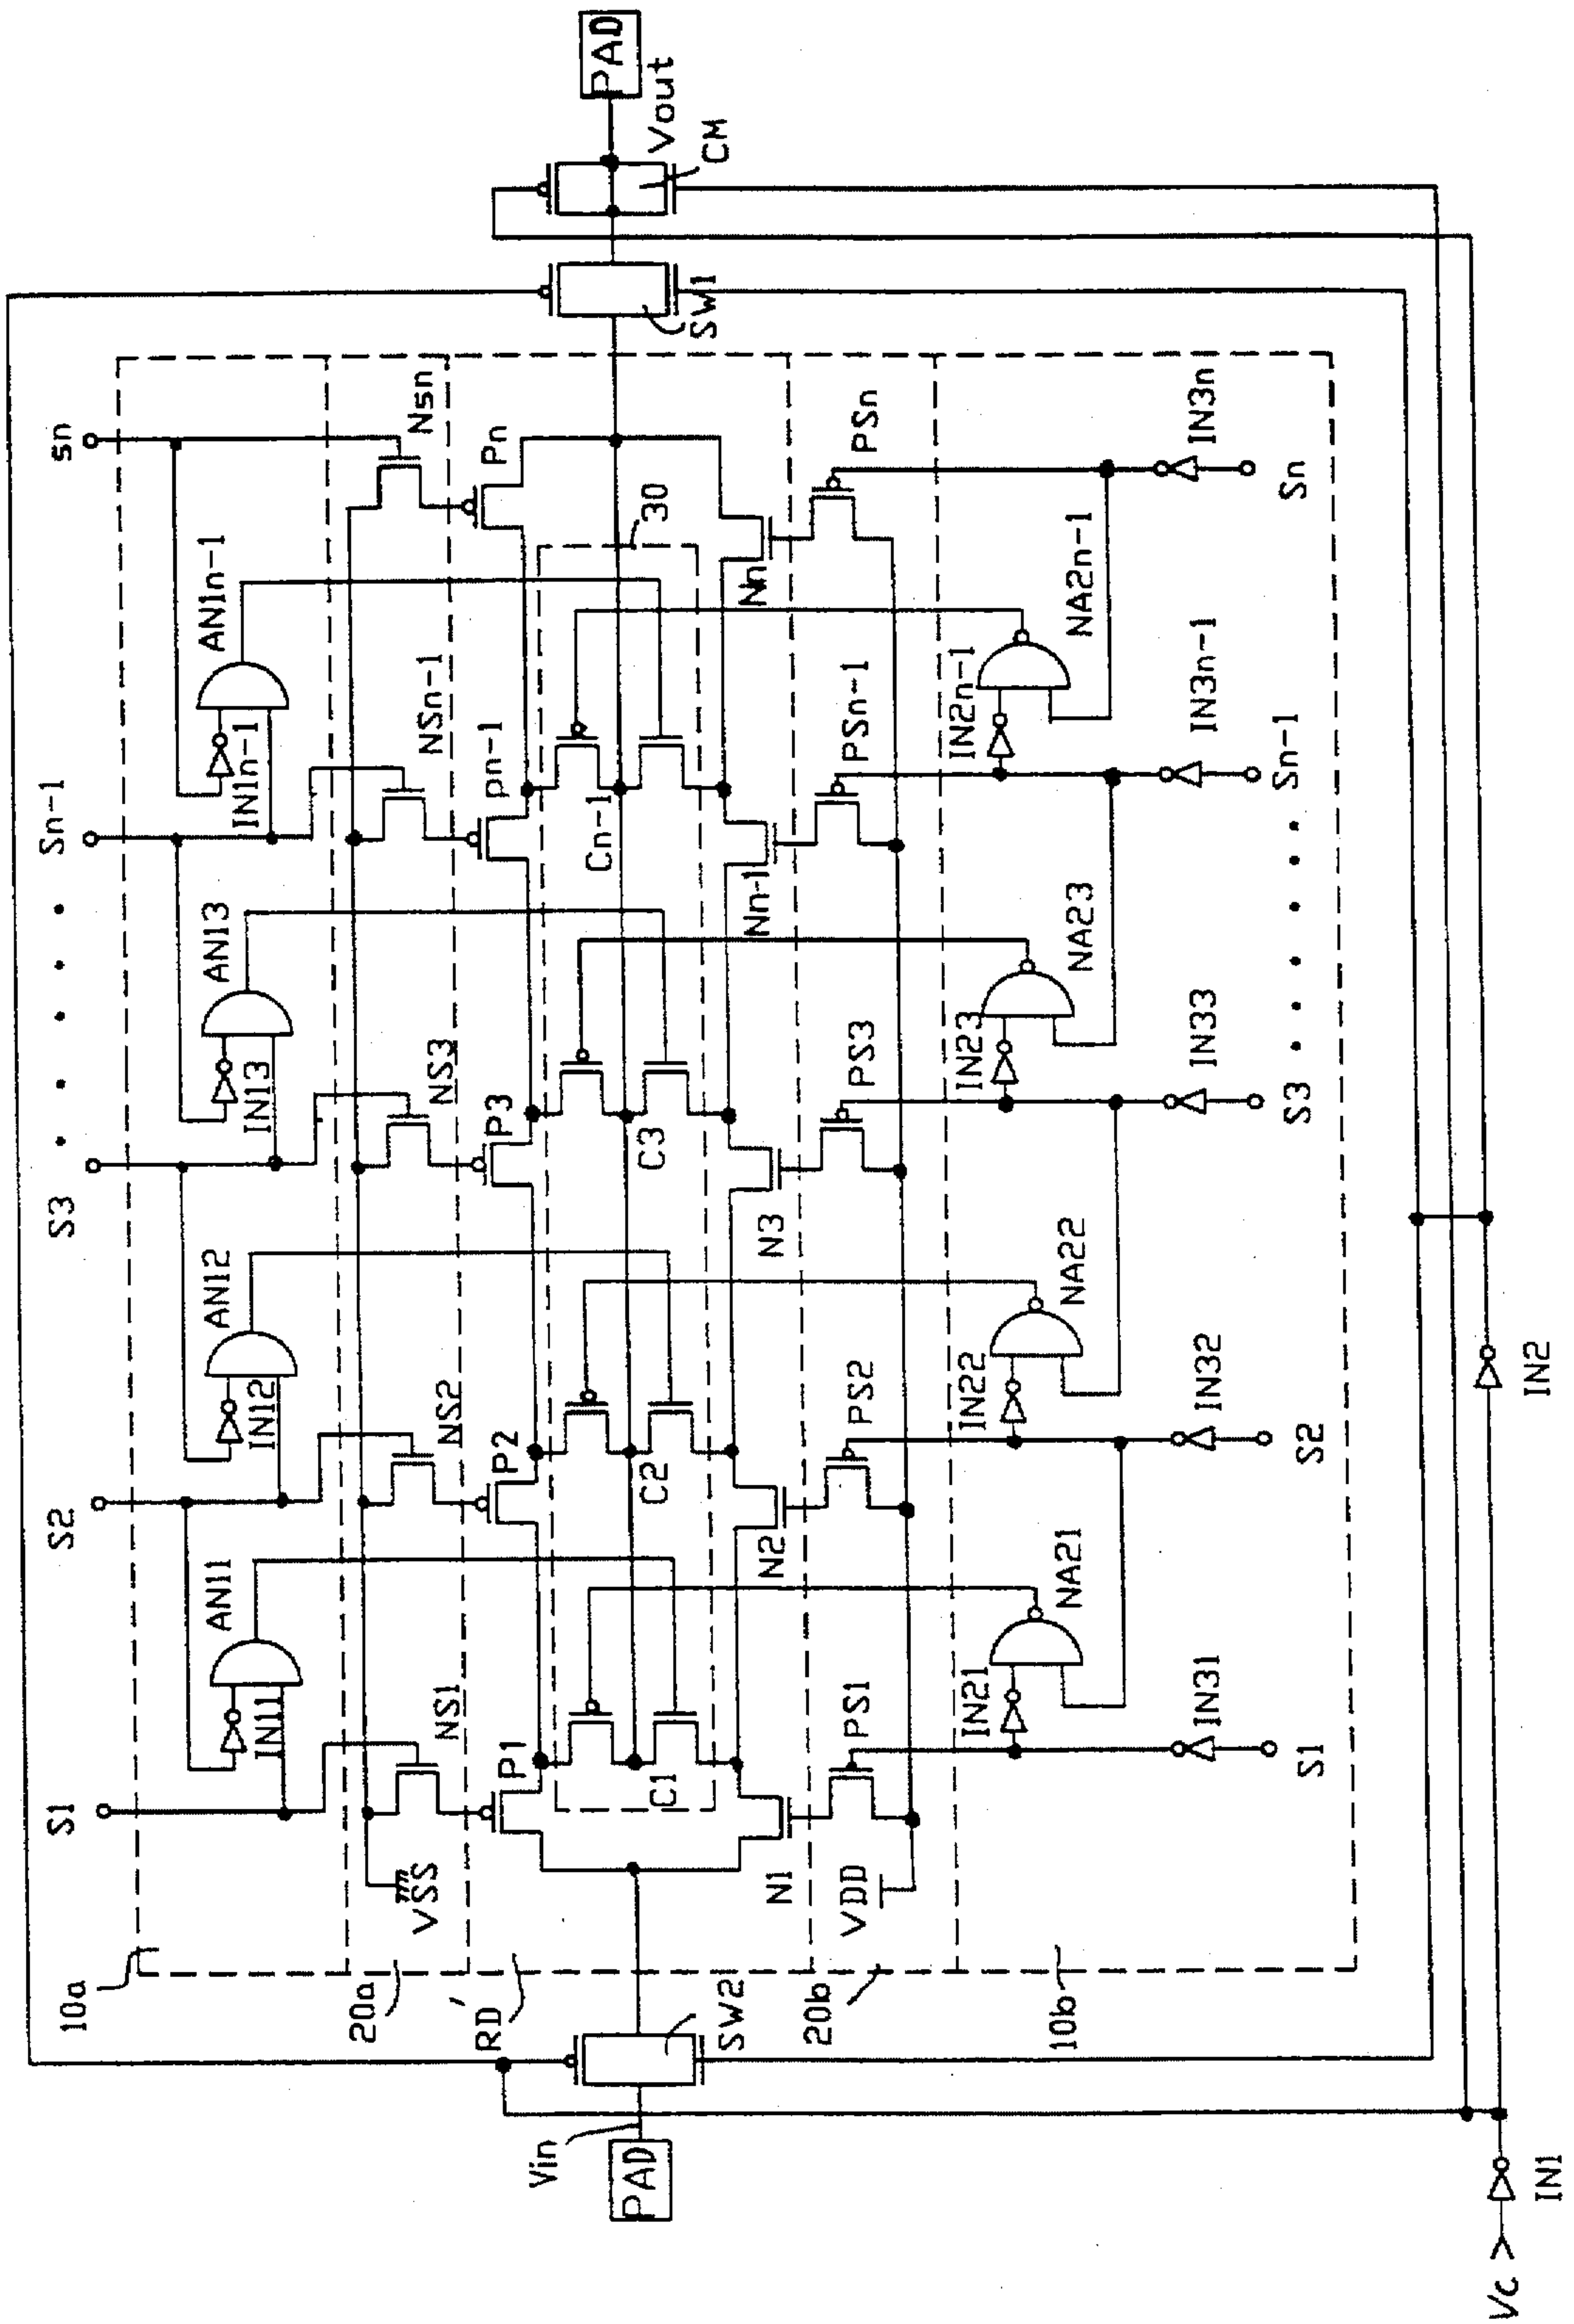 S1
S2
S3 • • • • •
Sn-1
sn
10a
AN11
AN12
AN13
AN1n-1
IN11
IN12
IN13
IN1n-1
20a
VSS
NS1
NS2
NS3
NSn-1
Nsn
RD'
P1
P2
P3
pn-1
Pn
Vin
PAD
PAD
Vout
C1
C2
C3
Cn-1
30
SW2
SW1
CM
N1
N2
N3
Nn-1
Nn
20b
VDD
PS1
PS2
PS3
PSn-1
PSn
IN21
IN22
IN23
IN2n-1
10b
NA21
NA22
NA23
NA2n-1
IN31
IN32
IN33
IN3n-1
IN3n
S1
S2
S3 • • • • • •
Sn-1
Sn
Vc
IN1
IN2